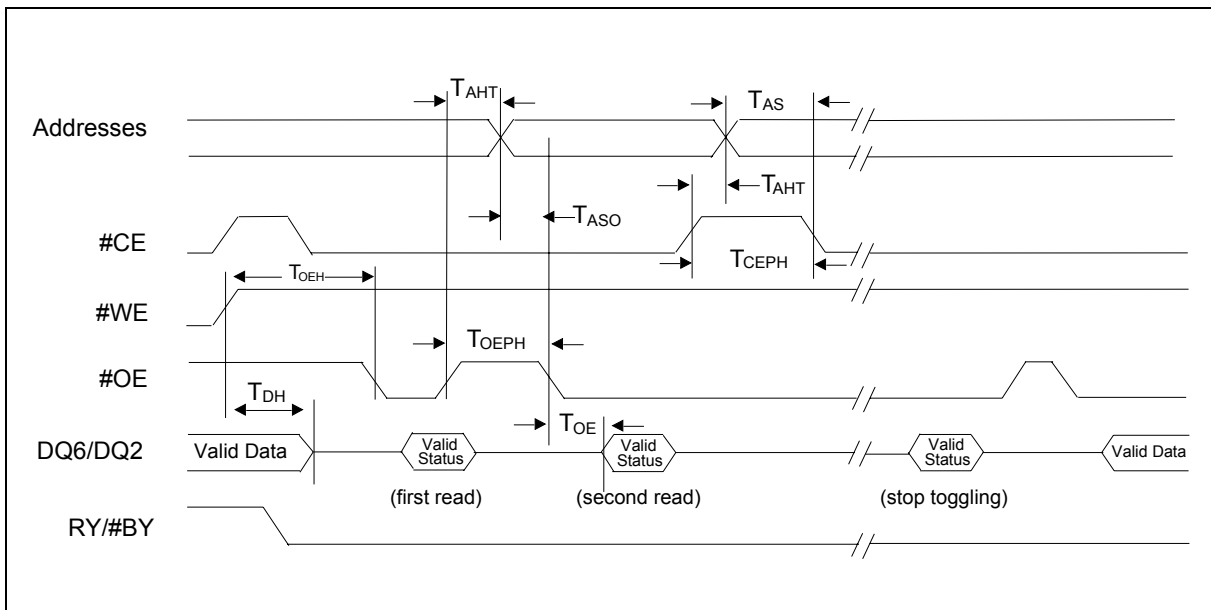 TAHT
TAS
Addresses
TAHT
TASO
#CE
TCEPH
TOEH
#WE
TOEPH
#OE
TDH
TOE
DQ6/DQ2
Valid Data
Valid Status
Valid Status
Valid Status
Valid Data
(first read)
(second read)
(stop toggling)
RY/#BY